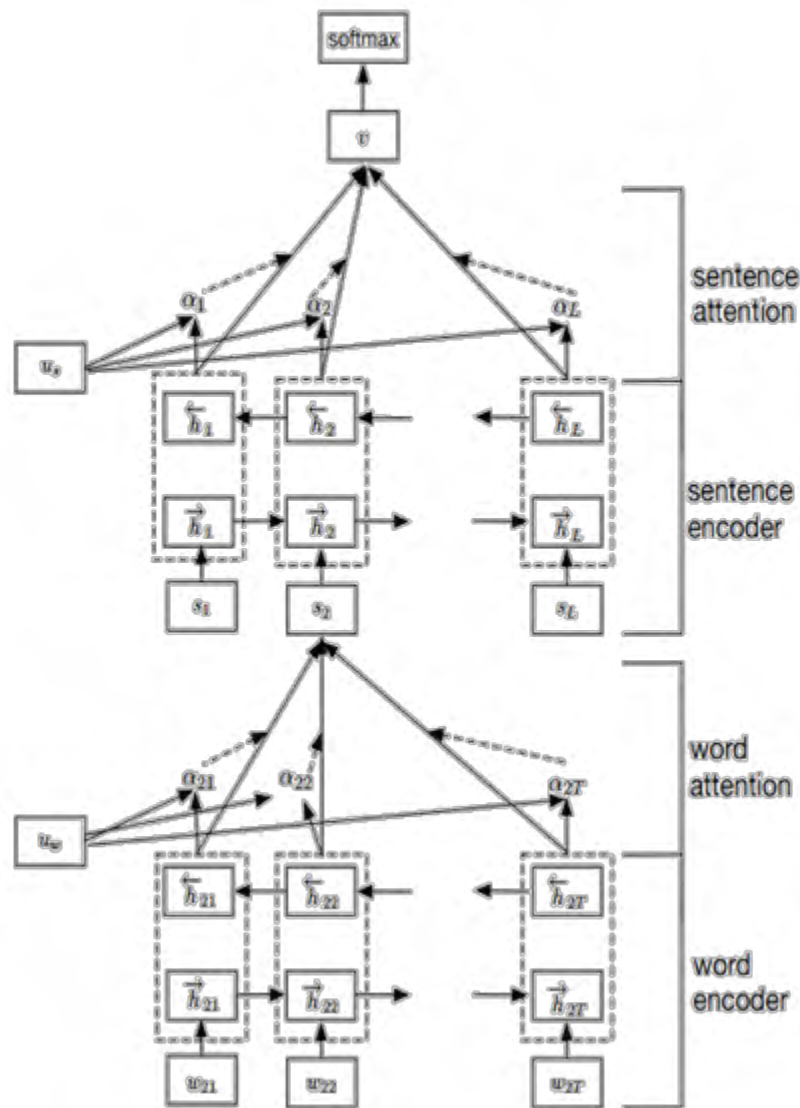 softmax
v
α1 α2 αL
sentence
attention
us
←h1 ←h2 ←hL
→h1 →h2 →hL
sentence
encoder
s1 s2 sL
α21 α22 α2T
word
attention
uw
←h21 ←h22 ←h2T
→h21 →h22 →h2T
word
encoder
w21 w22 w2T